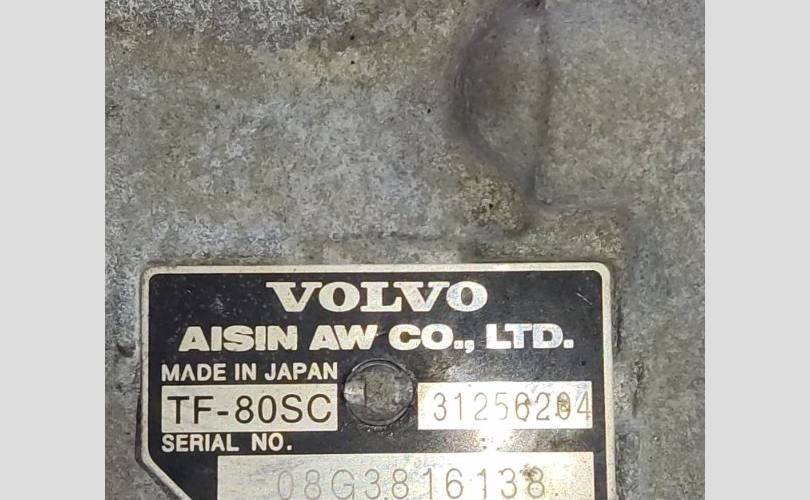 VOLVO
AISIN AW CO., LTD.
MADE IN JAPAN
TF-80SC 31256204
SERIAL NO.
08G3816138